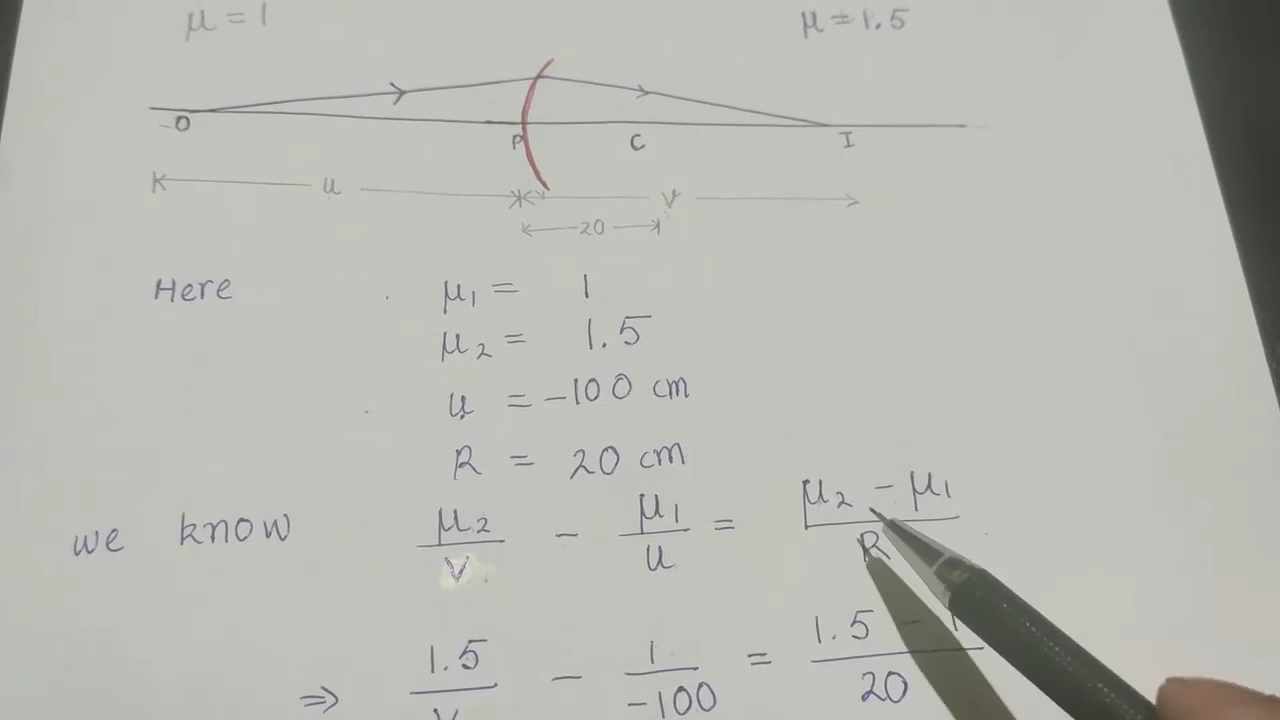 μ = 1 μ = 1.5
O P C I
u v
20
Here μ₁ = 1
μ₂ = 1.5
u = -100 cm
R = 20 cm
we know μ₂/v - μ₁/u = μ₂ - μ₁/R
⇒ 1.5/v - 1/-100 = 1.5 - 1/20